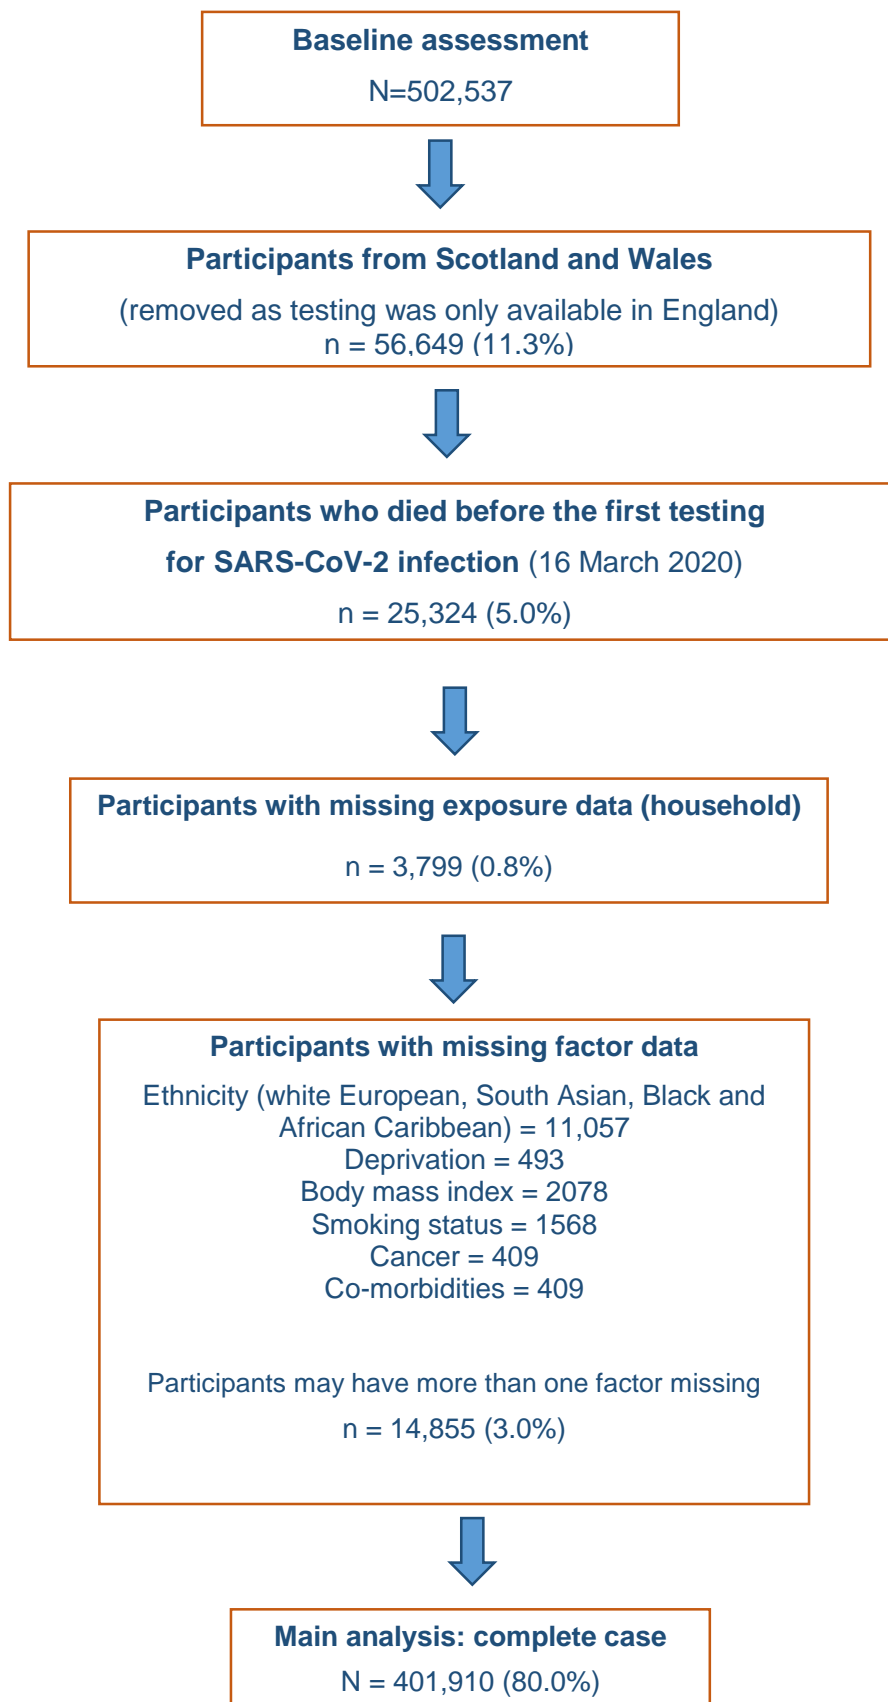 Baseline assessment
N=502,537
Participants from Scotland and Wales
(removed as testing was only available in England)
n = 56,649 (11.3%)
Participants who died before the first testing
for SARS-CoV-2 infection (16 March 2020)
n = 25,324 (5.0%)
Participants with missing exposure data (household)
n = 3,799 (0.8%)
Participants with missing factor data
Ethnicity (white European, South Asian, Black and
African Caribbean) = 11,057
Deprivation = 493
Body mass index = 2078
Smoking status = 1568
Cancer = 409
Co-morbidities = 409
Participants may have more than one factor missing
n = 14,855 (3.0%)
Main analysis: complete case
N = 401,910 (80.0%)